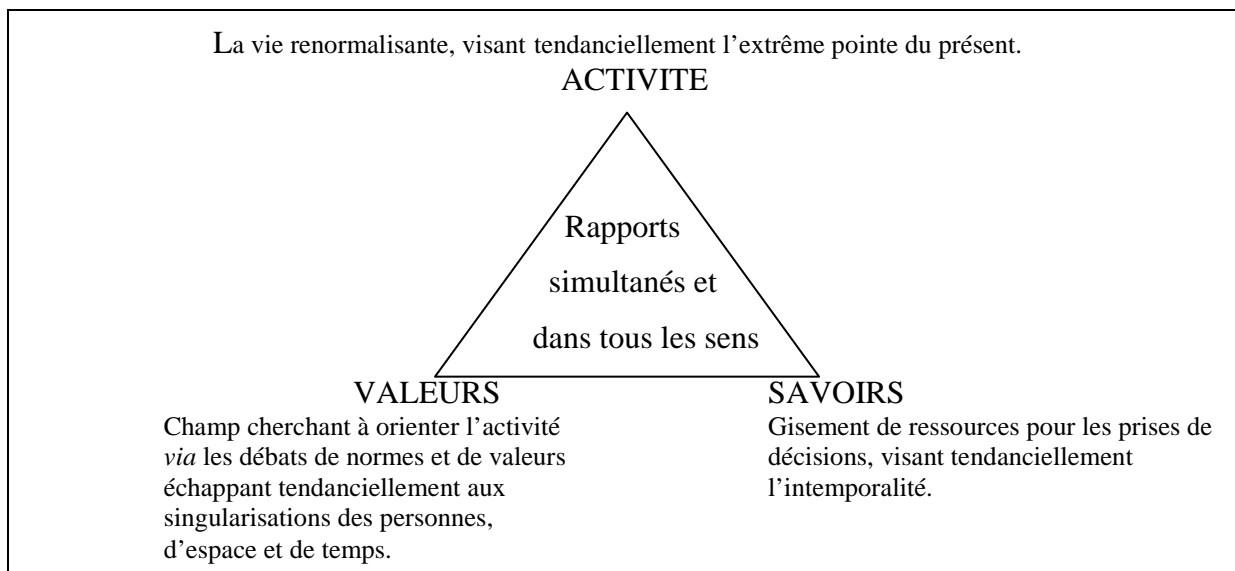 La vie renormalisante, visant tendanciellement l’extrême pointe du présent.
ACTIVITE
Rapports
simultanés et
dans tous les sens
VALEURS
Champ cherchant à orienter l’activité
via les débats de normes et de valeurs
échappant tendanciellement aux
singularisations des personnes,
d’espace et de temps.
SAVOIRS
Gisement de ressources pour les prises de
décisions, visant tendanciellement
l’intemporalité.